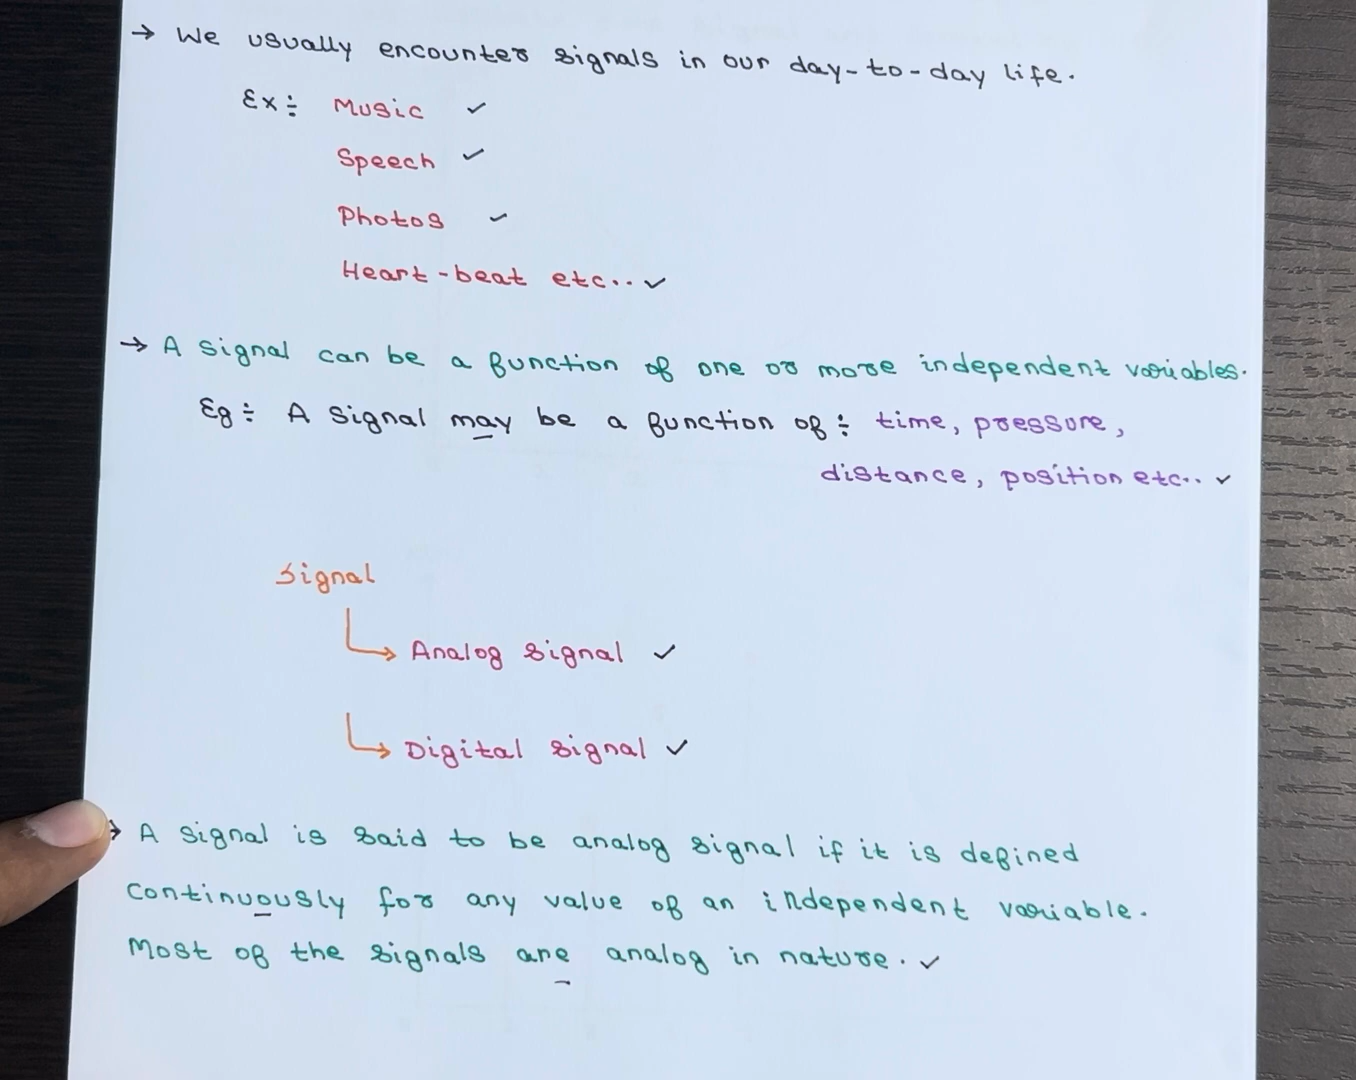 → We usually encounter signals in our day-to-day life.
Ex÷ Music ✓
Speech ✓
Photos ✓
Heart-beat etc.. ✓
→ A signal can be a function of one or more independent variables.
Eg÷ A signal may be a function of÷ time, pressure,
distance, position etc.. ✓
Signal
↳ Analog signal ✓
↳ Digital signal ✓
→ A signal is said to be analog signal if it is defined
continuously for any value of an independent variable.
Most of the signals are analog in nature. ✓